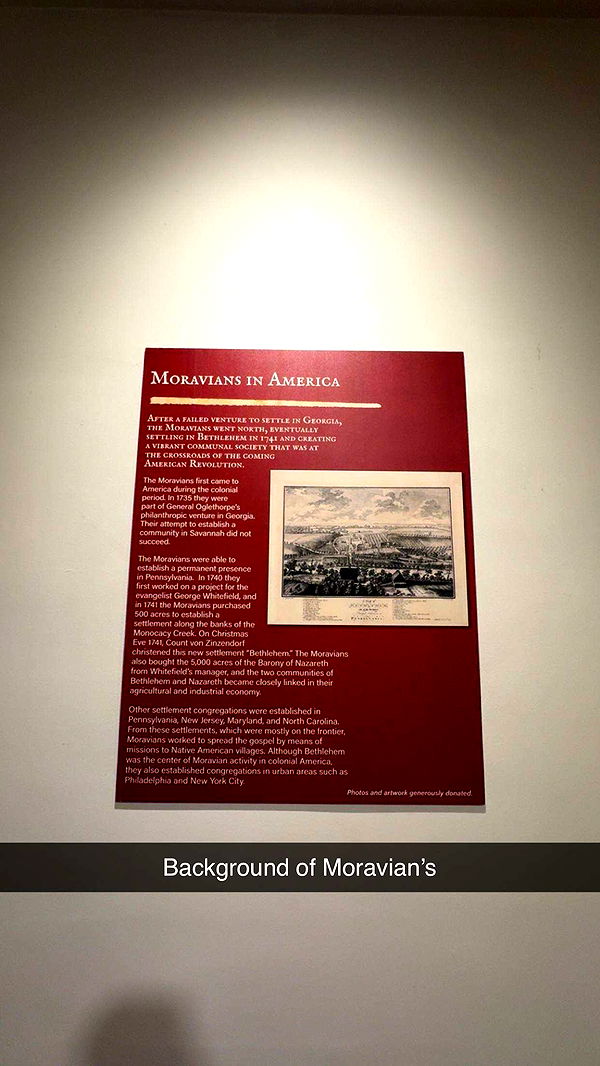 MORAVIANS IN AMERICA
AFTER A FAILED VENTURE TO SETTLE IN GEORGIA,
THE MORAVIANS WENT NORTH, EVENTUALLY
SETTLING IN BETHLEHEM IN 1741 AND CREATING
A VIBRANT COMMUNAL SOCIETY THAT WAS AT
THE CROSSROADS OF THE COMING
AMERICAN REVOLUTION.
The Moravians first came to
America during the colonial
period. In 1735 they were
part of General Oglethorpe's
philanthropic venture in Georgia.
Their attempt to establish a
community in Savannah did not
succeed.
The Moravians were able to
establish a permanent presence
in Pennsylvania. In 1740 they
first worked on a project for the
evangelist George Whitefield, and
in 1741 the Moravians purchased
500 acres to establish a
settlement along the banks of the
Monocacy Creek. On Christmas
Eve 1741, Count von Zinzendorf
christened this new settlement "Bethlehem." The Moravians
also bought the 5,000 acres of the Barony of Nazareth
from Whitefield's manager, and the two communities of
Bethlehem and Nazareth became closely linked in their
agricultural and industrial economy.
Other settlement congregations were established in
Pennsylvania, New Jersey, Maryland, and North Carolina.
From these settlements, which were mostly on the frontier,
Moravians worked to spread the gospel by means of
missions to Native American villages. Although Bethlehem
was the center of Moravian activity in colonial America,
they also established congregations in urban areas such as
Philadelphia and New York City.
Photos and artwork generously donated.
Background of Moravian's